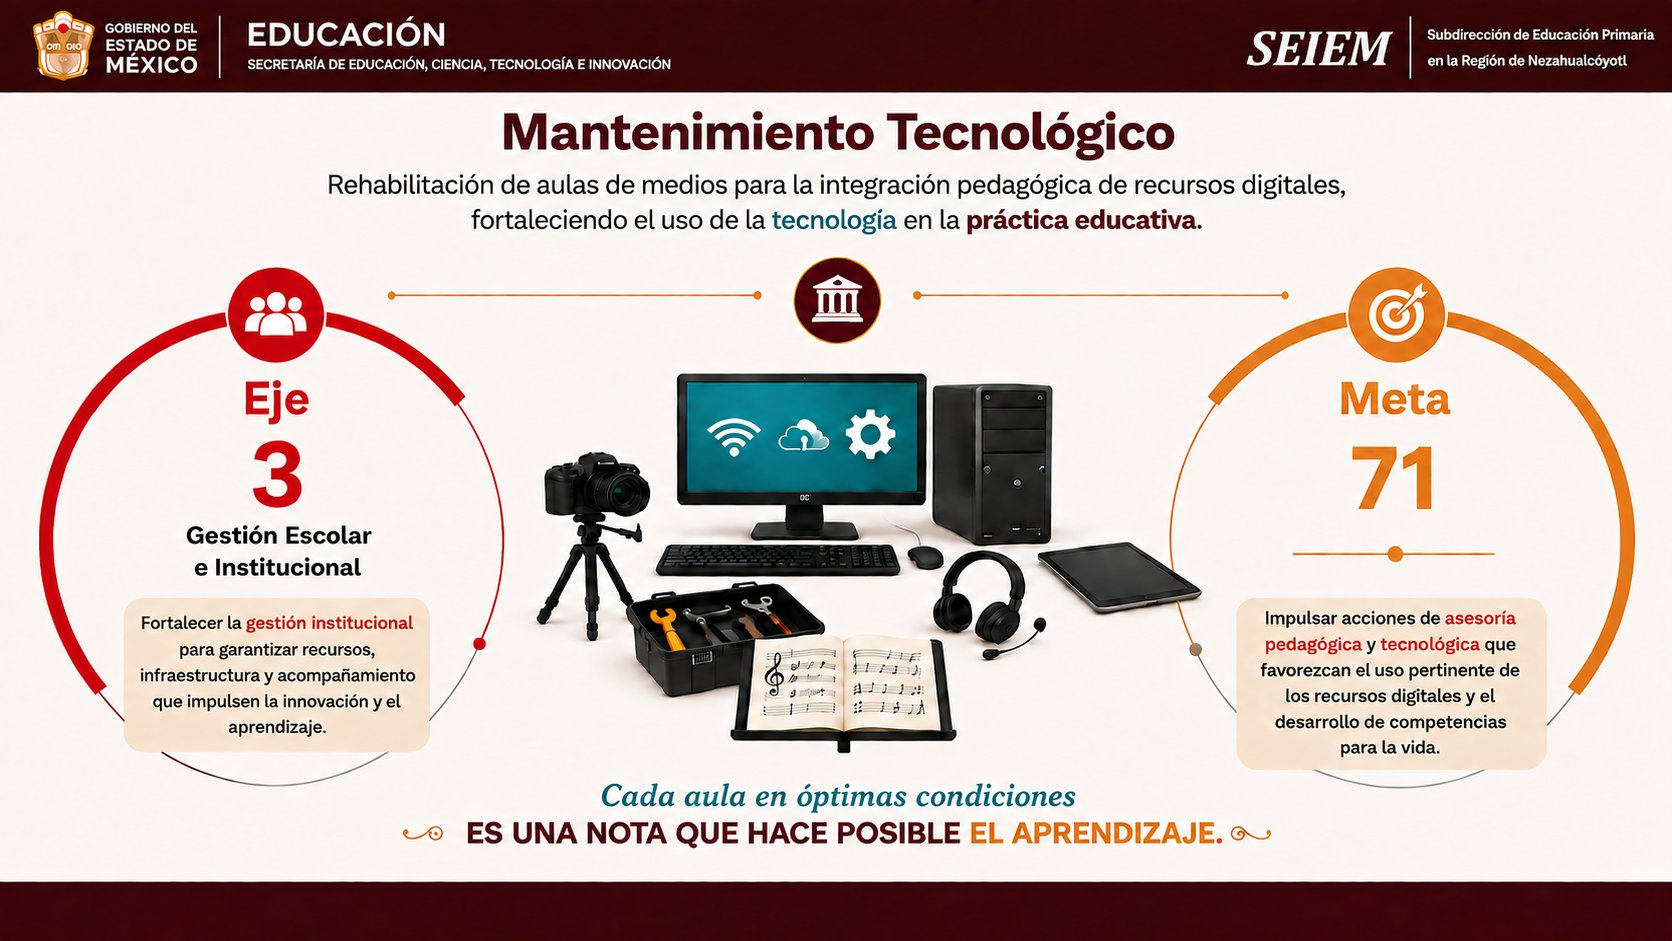 GOBIERNO DEL
ESTADO DE
MÉXICO
EDUCACIÓN
SECRETARÍA DE EDUCACIÓN, CIENCIA, TECNOLOGÍA E INNOVACIÓN
SEIEM
Subdirección de Educación Primaria
en la Región de Nezahualcóyotl
Mantenimiento Tecnológico
Rehabilitación de aulas de medios para la integración pedagógica de recursos digitales,
fortaleciendo el uso de la tecnología en la práctica educativa.
Eje
3
Gestión Escolar
e Institucional
Fortalecer la gestión institucional
para garantizar recursos,
infraestructura y acompañamiento
que impulsen la innovación y el
aprendizaje.
OC
Meta
71
Impulsar acciones de asesoría
pedagógica y tecnológica que
favorezcan el uso pertinente de
los recursos digitales y el
desarrollo de competencias
para la vida.
Cada aula en óptimas condiciones
ES UNA NOTA QUE HACE POSIBLE EL APRENDIZAJE.